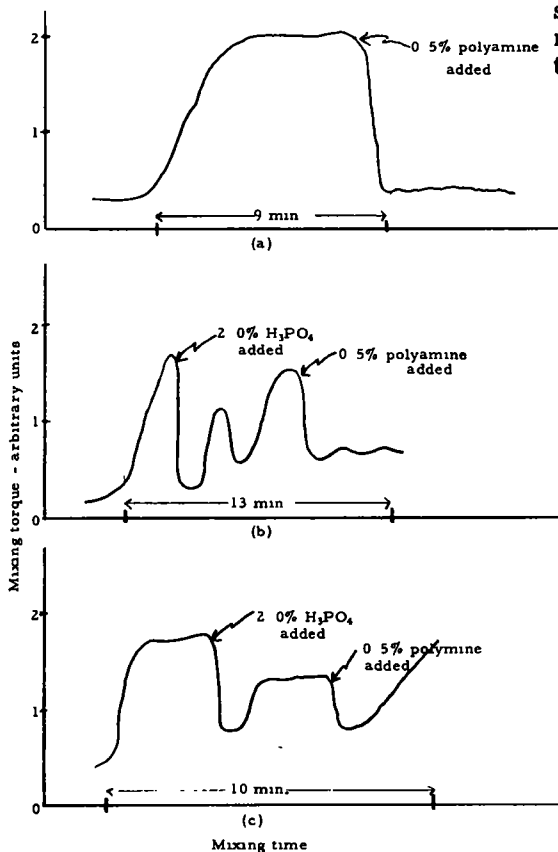 2
0 5% polyamine
added
1
0
9 min
(a)
2
2 0% H₃PO₄
added
0 5% polyamine
added
1
0
13 min
(b)
Mixing torque - arbitrary units
2
2 0% H₃PO₄
added
0 5% polymine
added
1
0
10 min.
(c)
Mixing time